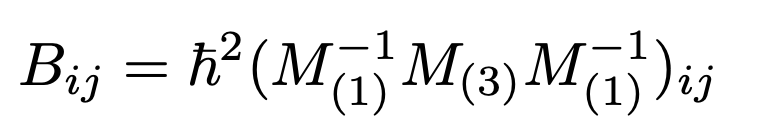 $B_{ij} = \hbar^2 (M_{(1)}^{-1} M_{(3)} M_{(1)}^{-1})_{ij}$